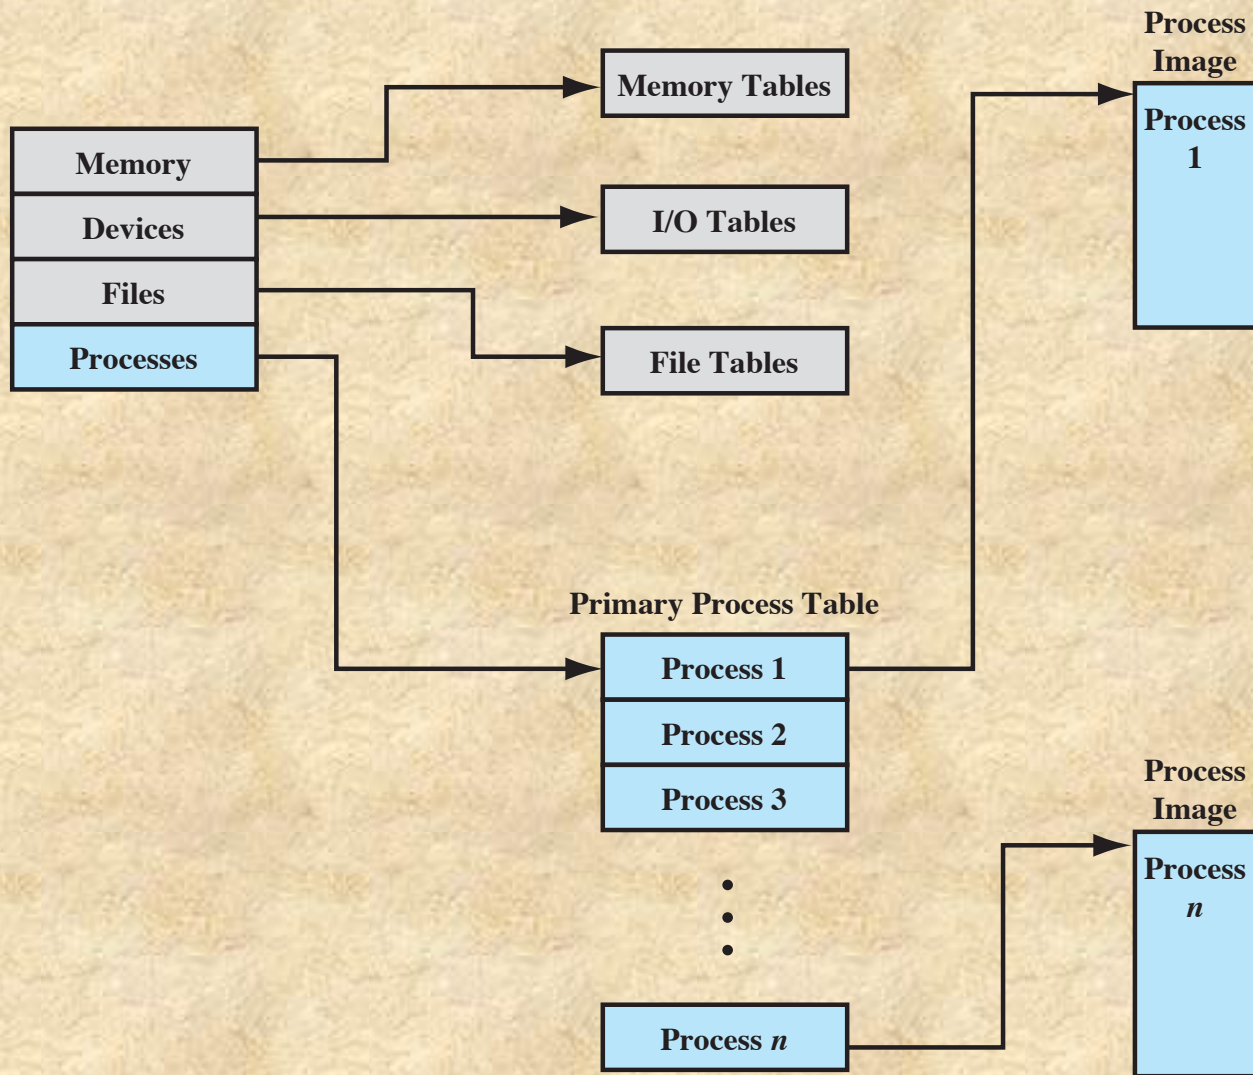 Memory
Devices
Files
Processes
Memory Tables
I/O Tables
File Tables
Primary Process Table
Process 1
Process 2
Process 3
Process n
Process
Image
Process
1
Process
Image
Process
n